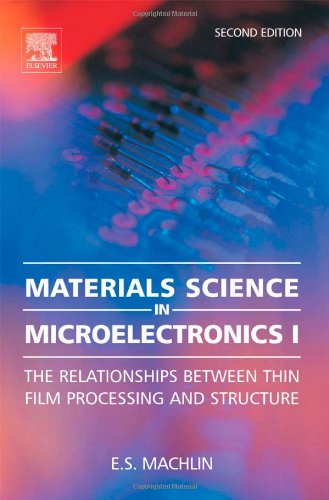 SECOND EDITION
ELSEVIER
MATERIALS SCIENCE
IN
MICROELECTRONICS I
THE RELATIONSHIPS BETWEEN THIN
FILM PROCESSING AND STRUCTURE
E.S. MACHLIN